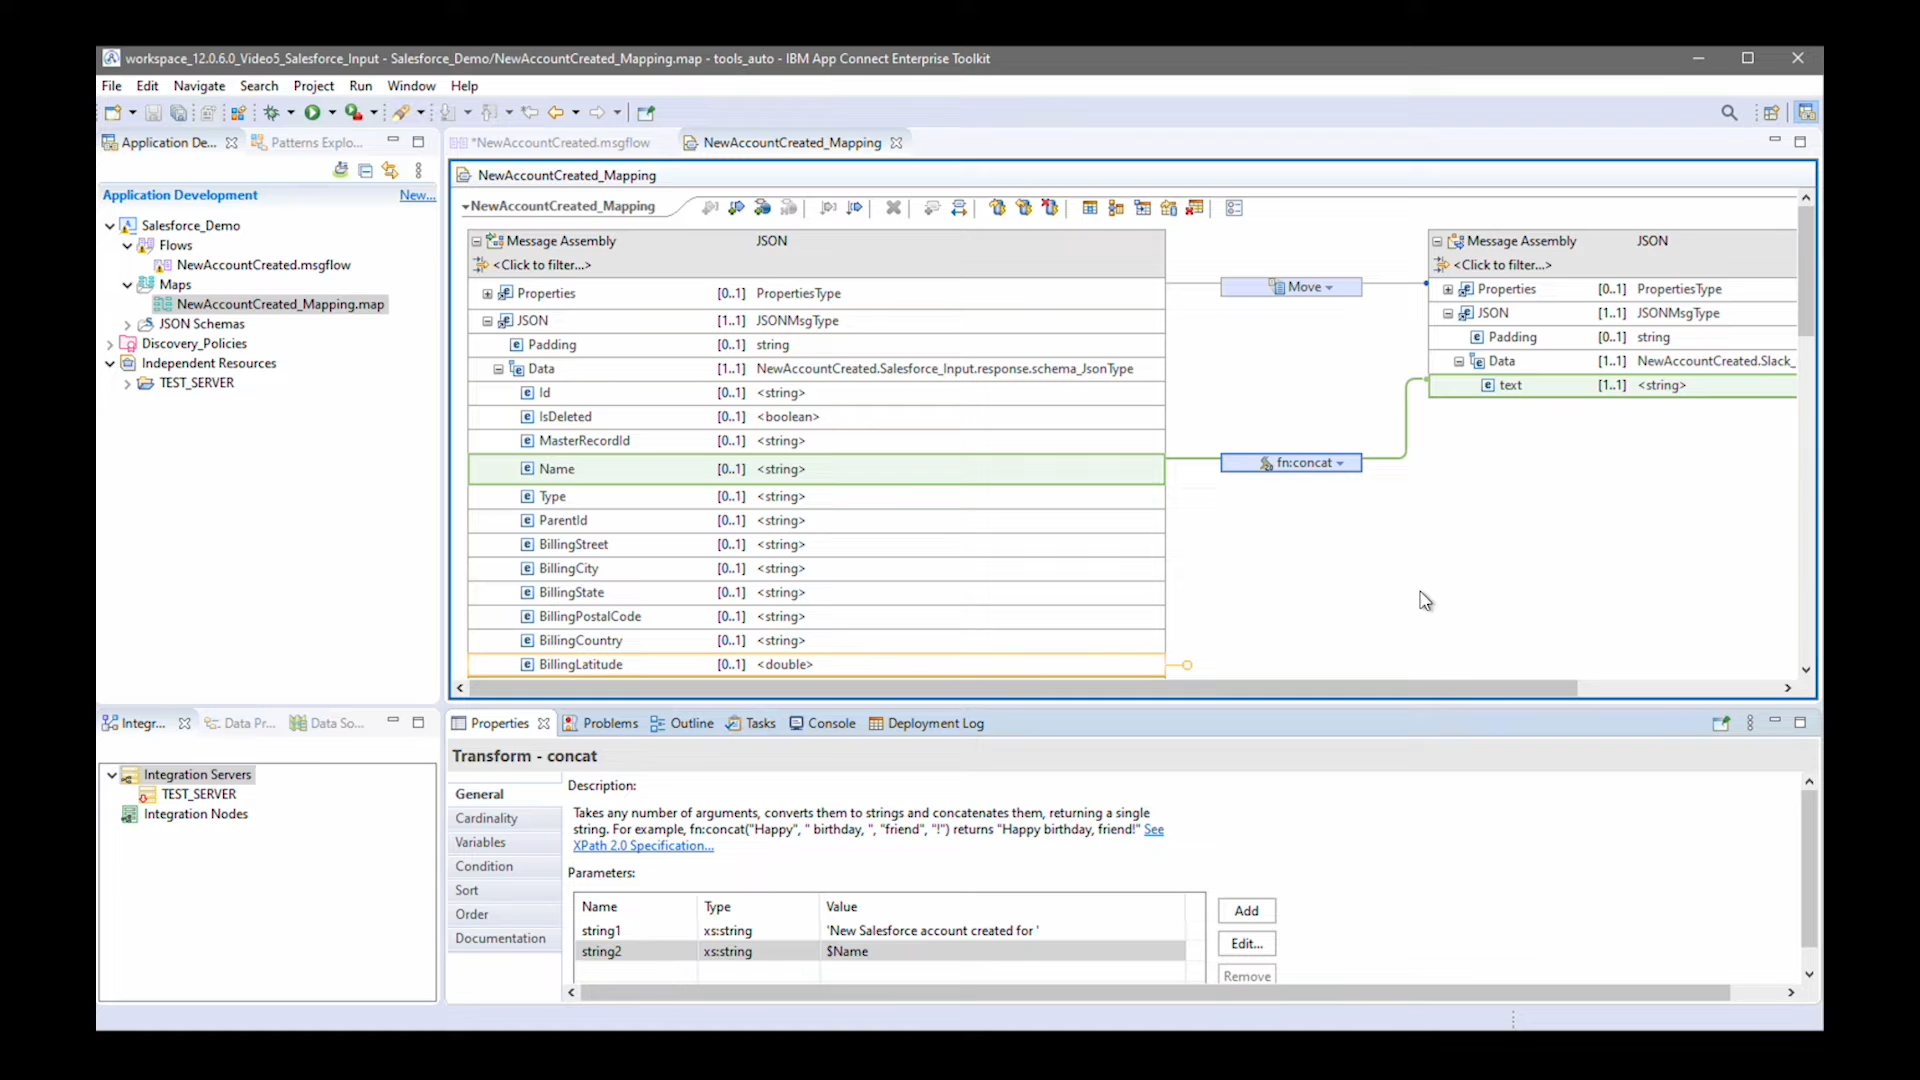 workspace_12.0.6.0_Video5_Salesforce_Input - Salesforce_Demo/NewAccountCreated_Mapping.map - tools_auto - IBM App Connect Enterprise Toolkit
File Edit Navigate Search Project Run Window Help
Application De... Patterns Explo...
Application Development New...
Salesforce_Demo
Flows
NewAccountCreated.msgflow
Maps
NewAccountCreated_Mapping.map
JSON Schemas
Discovery_Policies
Independent Resources
TEST_SERVER
*NewAccountCreated.msgflow NewAccountCreated_Mapping
NewAccountCreated_Mapping
NewAccountCreated_Mapping
Message Assembly JSON
<Click to filter...>
Properties [0..1] PropertiesType
JSON [1..1] JSONMsgType
Padding [0..1] string
Data [1..1] NewAccountCreated.Salesforce_Input.response.schema_JsonType
Id [0..1] <string>
IsDeleted [0..1] <boolean>
MasterRecordId [0..1] <string>
Name [0..1] <string>
Type [0..1] <string>
ParentId [0..1] <string>
BillingStreet [0..1] <string>
BillingCity [0..1] <string>
BillingState [0..1] <string>
BillingPostalCode [0..1] <string>
BillingCountry [0..1] <string>
BillingLatitude [0..1] <double>
Move
fn:concat
Message Assembly JSON
<Click to filter...>
Properties [0..1] PropertiesType
JSON [1..1] JSONMsgType
Padding [0..1] string
Data [1..1] NewAccountCreated.Slack_
text [1..1] <string>
Integr... Data Pr... Data So...
Integration Servers
TEST_SERVER
Integration Nodes
Properties Problems Outline Tasks Console Deployment Log
Transform - concat
General
Cardinality
Variables
Condition
Sort
Order
Documentation
Description:
Takes any number of arguments, converts them to strings and concatenates them, returning a single
string. For example, fn:concat("Happy", " birthday, ", "friend", "!") returns "Happy birthday, friend!" See
XPath 2.0 Specification...
Parameters:
Name Type Value
string1 xs:string 'New Salesforce account created for '
string2 xs:string $Name
Add
Edit...
Remove